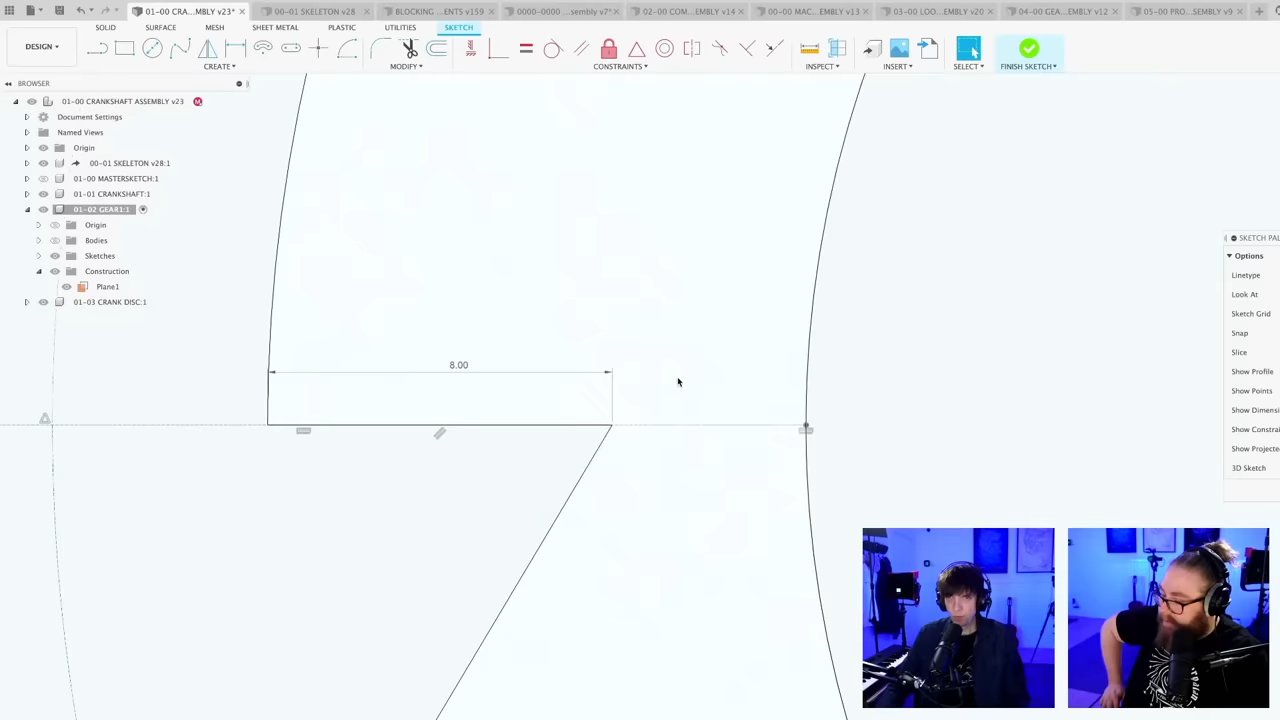 01-00 CRA...MBLY v23*
00-01 SKELETON v28
BLOCKING ...ENTS v159
0000-0000 ...sembly v7*
02-00 COM...EMBLY v14
00-00 MAC...EMBLY v13
03-00 LOO...EMBLY v20
04-00 GEA...EMBLY v12
05-00 PRO...SEMBLY v9
SOLID
SURFACE
MESH
SHEET METAL
PLASTIC
UTILITIES
SKETCH
DESIGN
CREATE
MODIFY
CONSTRAINTS
INSPECT
INSERT
SELECT
FINISH SKETCH
BROWSER
01-00 CRANKSHAFT ASSEMBLY v23
Document Settings
Named Views
Origin
00-01 SKELETON v28:1
01-00 MASTERSKETCH:1
01-01 CRANKSHAFT:1
01-02 GEAR1:1
Origin
Bodies
Sketches
Construction
Plane1
01-03 CRANK DISC:1
8.00
SKETCH PAL
Options
Linetype
Look At
Sketch Grid
Snap
Slice
Show Profile
Show Points
Show Dimensi
Show Constrai
Show Projecte
3D Sketch